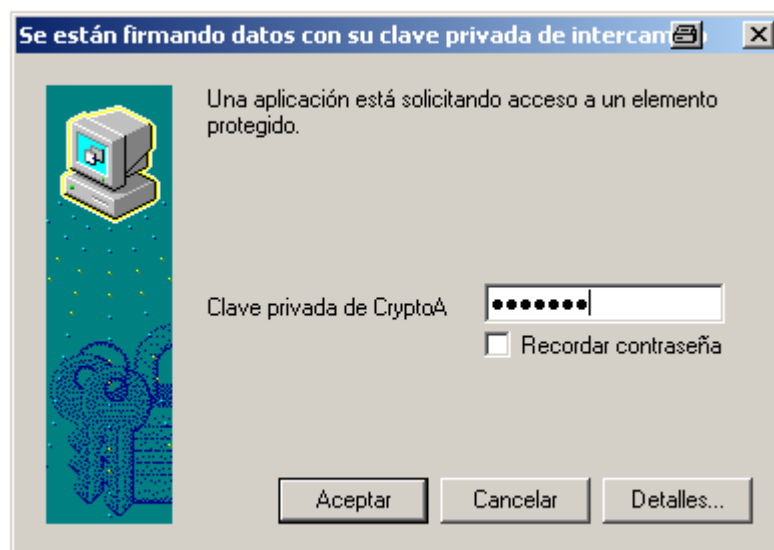 Se están firmando datos con su clave privada de intercam
Una aplicación está solicitando acceso a un elemento
protegido.
Clave privada de CryptoA
•••••••
Recordar contraseña
Aceptar
Cancelar
Detalles...